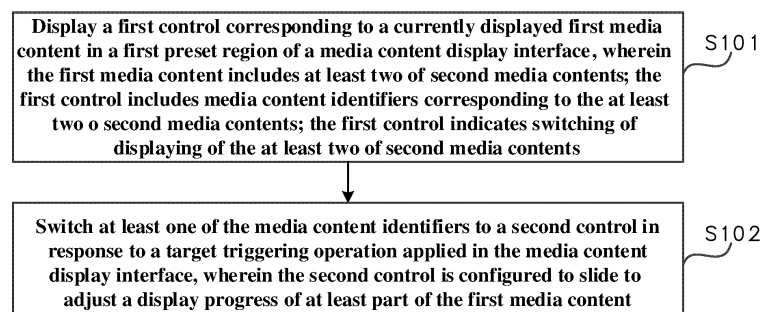 Display a first control corresponding to a currently displayed first media
content in a first preset region of a media content display interface, wherein
the first media content includes at least two of second media contents; the
first control includes media content identifiers corresponding to the at least
two o second media contents; the first control indicates switching of
displaying of the at least two of second media contents
S101
Switch at least one of the media content identifiers to a second control in
response to a target triggering operation applied in the media content
display interface, wherein the second control is configured to slide to
adjust a display progress of at least part of the first media content
S102